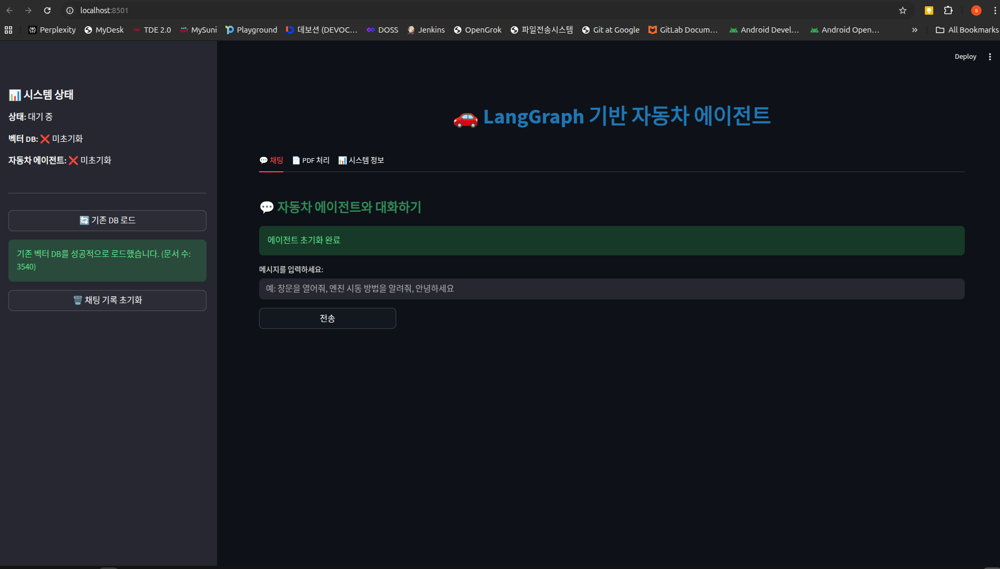 localhost:8501
Perplexity MyDesk TDE 2.0 MySuni Playground 데보션 (DEVOC... DOSS Jenkins OpenGrok 파일전송시스템 Git at Google GitLab Docum... Android Devel... Android Open... » All Bookmarks
Deploy
시스템 상태
상태: 대기 중
벡터 DB: ❌ 미초기화
자동차 에이전트: ❌ 미초기화
기존 DB 로드
기존 벡터 DB를 성공적으로 로드했습니다. (문서 수:
3540)
채팅 기록 초기화
LangGraph 기반 자동차 에이전트
채팅 PDF 처리 시스템 정보
자동차 에이전트와 대화하기
에이전트 초기화 완료
메시지를 입력하세요:
예: 창문을 열어줘, 엔진 시동 방법을 알려줘, 안녕하세요
전송